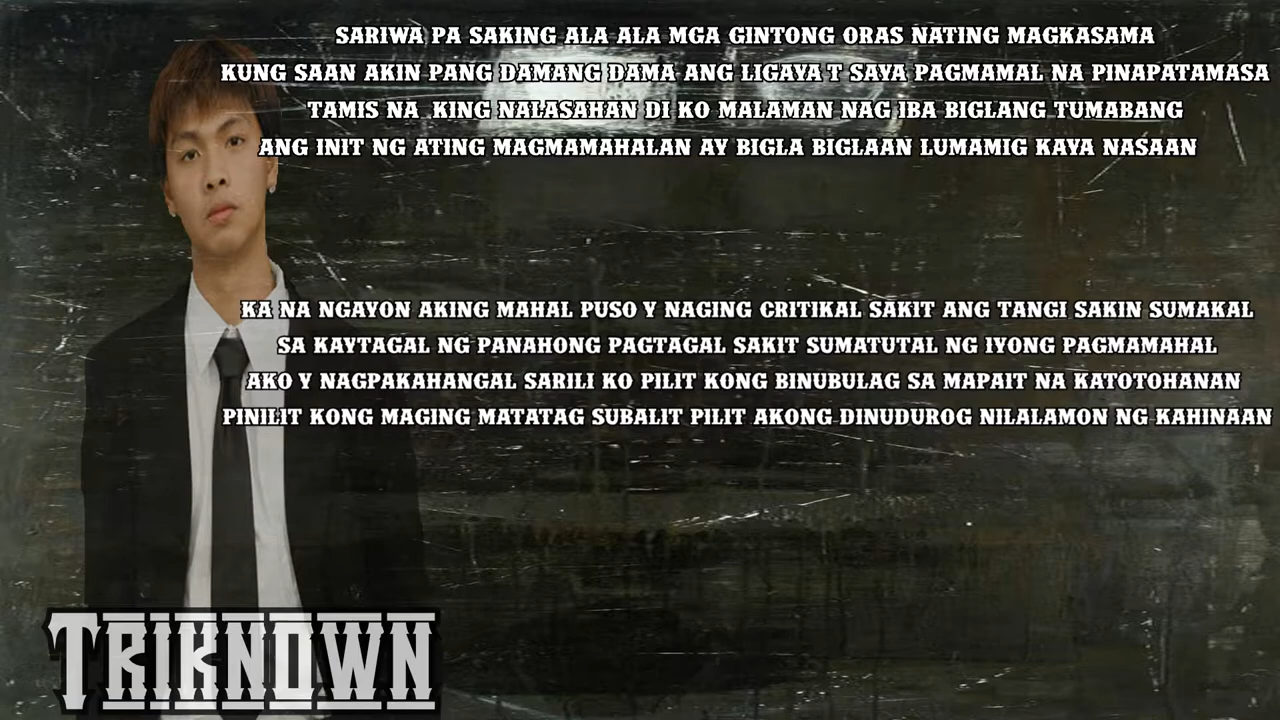 SARIWA PA SAKING ALA ALA MGA GINTONG ORAS NATING MAGKASAMA
KUNG SAAN AKIN PANG DAMANG DAMA ANG LIGAYA T SAYA PAGMAMAL NA PINAPATAMASA
TAMIS NA KING NALASAHAN DI KO MALAMAN NAG IBA BIGLANG TUMABANG
ANG INIT NG ATING MAGMAMAHALAN AY BIGLA BIGLAAN LUMAMIG KAYA NASAAN
KA NA NGAYON AKING MAHAL PUSO Y NAGING CRITIKAL SAKIT ANG TANGI SAKIN SUMAKAL
SA KAYTAGAL NG PANAHONG PAGTAGAL SAKIT SUMATUTAL NG IYONG PAGMAMAHAL
AKO Y NAGPAKAHANGAL SARILI KO PILIT KONG BINUBULAG SA MAPAIT NA KATOTOHANAN
PINILIT KONG MAGING MATATAG SUBALIT PILIT AKONG DINUDUROG NILALAMON NG KAHINAAN
TRIKNOWN